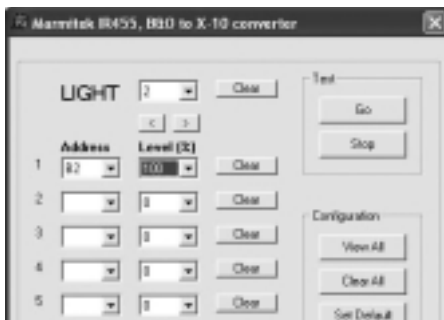 Marmitek IR455, B&O to X-10 converter
LIGHT 2 Clear
< >
Address Level (%)
1 B2 100 Clear
2 0 Clear
3 0 Clear
4 0 Clear
5 0 Clear
Test
Go
Stop
Configuration
View All
Clear All
Set Default